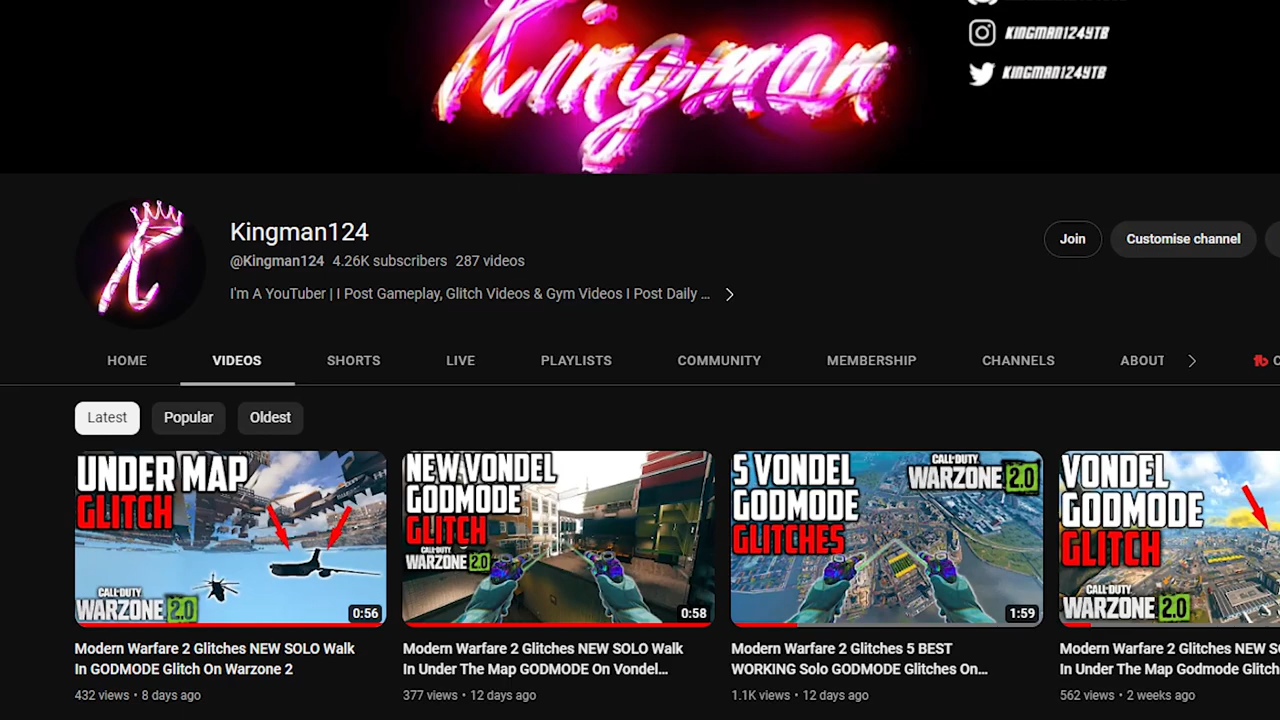 Kingman
KINGMAN124YTB
KINGMAN124YTB
Kingman124
@Kingman124 4.26K subscribers 287 videos
I'm A YouTuber | I Post Gameplay, Glitch Videos & Gym Videos I Post Daily ...
Join
Customise channel
HOME
VIDEOS
SHORTS
LIVE
PLAYLISTS
COMMUNITY
MEMBERSHIP
CHANNELS
ABOUT
Latest
Popular
Oldest
UNDER MAP
GLITCH
CALL OF DUTY
WARZONE 2.0
0:56
NEW VONDEL
GODMODE
GLITCH
CALL OF DUTY
WARZONE 2.0
0:58
5 VONDEL
GODMODE
GLITCHES
CALL OF DUTY
WARZONE 2.0
1:59
VONDEL
GODMODE
GLITCH
CALL OF DUTY
WARZONE 2.0
Modern Warfare 2 Glitches NEW SOLO Walk
In GODMODE Glitch On Warzone 2
432 views • 8 days ago
Modern Warfare 2 Glitches NEW SOLO Walk
In Under The Map GODMODE On Vondel...
377 views • 12 days ago
Modern Warfare 2 Glitches 5 BEST
WORKING Solo GODMODE Glitches On...
1.1K views • 12 days ago
Modern Warfare 2 Glitches NEW
In Under The Map Godmode Glitch
562 views • 2 weeks ago